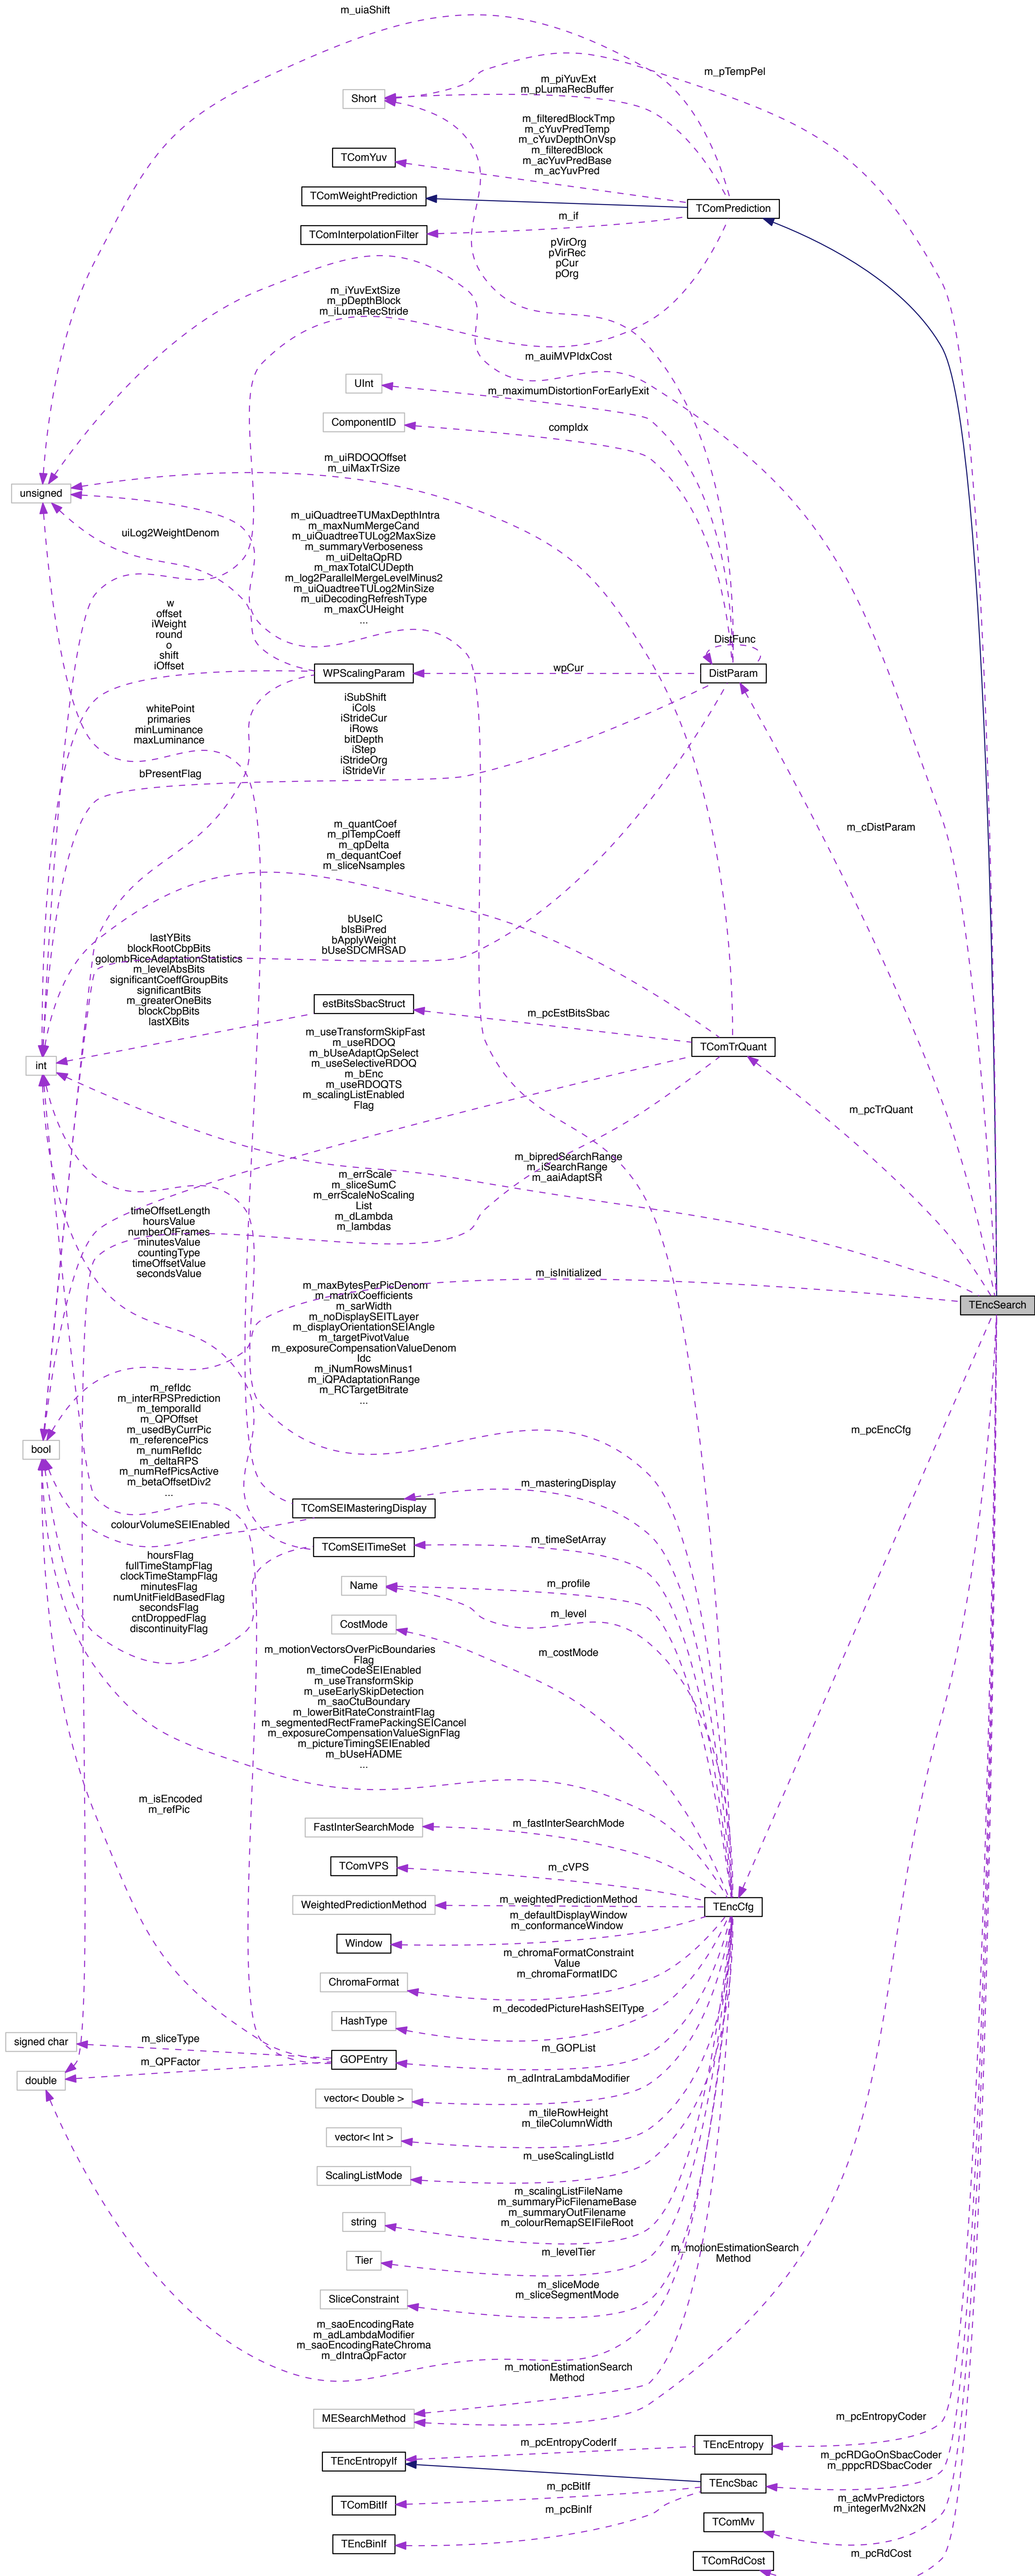 m_uiaShift
m_pTempPel
m_piYuvExt
m_pLumaRecBuffer
Short
m_filteredBlockTmp
m_cYuvPredTemp
m_cYuvDepthOnVsp
m_filteredBlock
m_acYuvPredBase
m_acYuvPred
TComYuv
TComWeightPrediction
TComPrediction
m_if
TComInterpolationFilter
pVirOrg
pVirRec
pCur
pOrg
m_iYuvExtSize
m_pDepthBlock
m_iLumaRecStride
m_auiMVPIdxCost
UInt
m_maximumDistortionForEarlyExit
ComponentID
compIdx
m_uiRDOQOffset
m_uiMaxTrSize
unsigned
uiLog2WeightDenom
m_uiQuadtreeTUMaxDepthIntra
m_maxNumMergeCand
m_uiQuadtreeTULog2MaxSize
m_summaryVerboseness
m_uiDeltaQpRD
m_maxTotalCUDepth
m_log2ParallelMergeLevelMinus2
m_uiQuadtreeTULog2MinSize
m_uiDecodingRefreshType
m_maxCUHeight
...
w
offset
iWeight
round
o
shift
iOffset
DistFunc
WPScalingParam
wpCur
DistParam
whitePoint
primaries
minLuminance
maxLuminance
iSubShift
iCols
iStrideCur
iRows
bitDepth
iStep
iStrideOrg
iStrideVir
bPresentFlag
m_cDistParam
m_quantCoef
m_plTempCoeff
m_qpDelta
m_dequantCoef
m_sliceNsamples
bUseIC
bIsBiPred
bApplyWeight
bUseSDCMRSAD
lastYBits
blockRootCbpBits
golombRiceAdaptationStatistics
m_levelAbsBits
significantCoeffGroupBits
significantBits
m_greaterOneBits
blockCbpBits
lastXBits
estBitsSbacStruct
m_pcEstBitsSbac
TComTrQuant
int
m_useTransformSkipFast
m_useRDOQ
m_bUseAdaptQpSelect
m_useSelectiveRDOQ
m_bEnc
m_useRDOQTS
m_scalingListEnabled
Flag
m_pcTrQuant
m_bipredSearchRange
m_iSearchRange
m_aaiAdaptSR
m_errScale
m_sliceSumC
m_errScaleNoScaling
List
m_dLambda
m_lambdas
timeOffsetLength
hoursValue
numberOfFrames
minutesValue
countingType
timeOffsetValue
secondsValue
m_isInitialized
TEncSearch
m_maxBytesPerPicDenom
m_matrixCoefficients
m_sarWidth
m_noDisplaySEITLayer
m_displayOrientationSEIAngle
m_targetPivotValue
m_exposureCompensationValueDenom
Idc
m_iNumRowsMinus1
m_iQPAdaptationRange
m_RCTargetBitrate
...
m_refIdc
m_interRPSPrediction
m_temporalId
m_QPOffset
m_usedByCurrPic
m_referencePics
m_numRefIdc
m_deltaRPS
m_numRefPicsActive
m_betaOffsetDiv2
...
m_pcEncCfg
bool
m_masteringDisplay
TComSEIMasteringDisplay
colourVolumeSEIEnabled
m_timeSetArray
TComSEITimeSet
hoursFlag
fullTimeStampFlag
clockTimeStampFlag
minutesFlag
numUnitFieldBasedFlag
secondsFlag
cntDroppedFlag
discontinuityFlag
Name
m_profile
m_level
CostMode
m_costMode
m_motionVectorsOverPicBoundaries
Flag
m_timeCodeSEIEnabled
m_useTransformSkip
m_useEarlySkipDetection
m_saoCtuBoundary
m_lowerBitRateConstraintFlag
m_segmentedRectFramePackingSEICancel
m_exposureCompensationValueSignFlag
m_pictureTimingSEIEnabled
m_bUseHADME
...
m_isEncoded
m_refPic
FastInterSearchMode
m_fastInterSearchMode
TComVPS
m_cVPS
WeightedPredictionMethod
m_weightedPredictionMethod
TEncCfg
m_defaultDisplayWindow
m_conformanceWindow
Window
m_chromaFormatConstraint
Value
m_chromaFormatIDC
ChromaFormat
HashType
m_decodedPictureHashSEIType
signed char
m_sliceType
GOPEntry
m_GOPList
double
m_QPFactor
m_adIntraLambdaModifier
vector< Double >
m_tileRowHeight
m_tileColumnWidth
vector< Int >
m_useScalingListId
ScalingListMode
m_scalingListFileName
m_summaryPicFilenameBase
m_summaryOutFilename
m_colourRemapSEIFileRoot
string
m_levelTier
Tier
m_motionEstimationSearch
Method
m_sliceMode
m_sliceSegmentMode
SliceConstraint
m_saoEncodingRate
m_adLambdaModifier
m_saoEncodingRateChroma
m_dIntraQpFactor
m_motionEstimationSearch
Method
MESearchMethod
m_pcEntropyCoder
m_pcEntropyCoderIf
TEncEntropy
TEncEntropyIf
m_pcRDGoOnSbacCoder
m_pppcRDSbacCoder
TEncSbac
m_pcBitIf
TComBitIf
m_acMvPredictors
m_integerMv2Nx2N
m_pcBinIf
TComMv
TEncBinIf
m_pcRdCost
TComRdCost